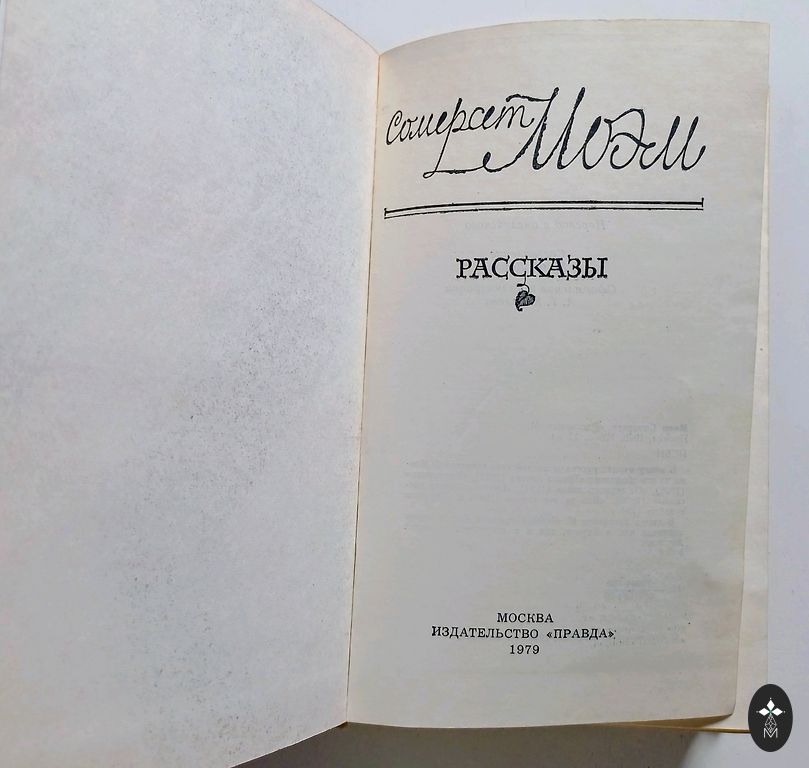 Сомерсет Моэм
РАССКАЗЫ
МОСКВА
ИЗДАТЕЛЬСТВО «ПРАВДА»
1979